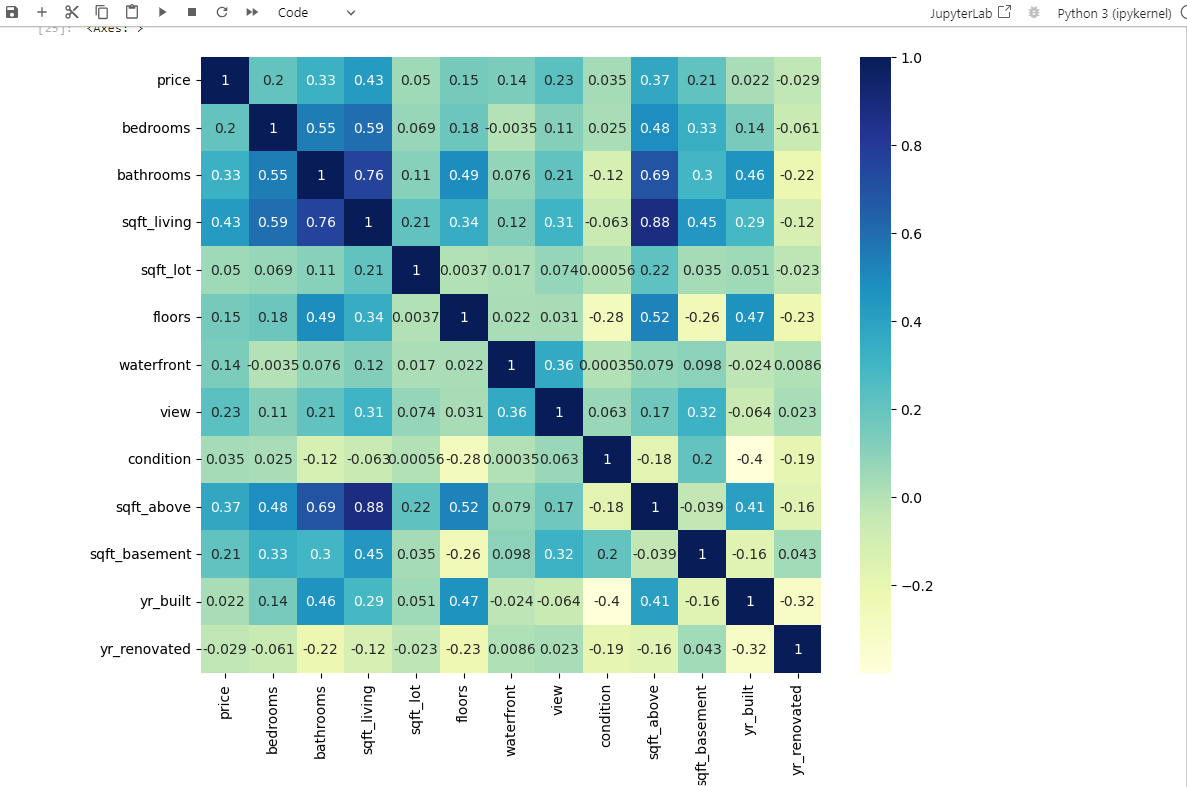 Code JupyterLab Python 3 (ipykernel)
[25]: <Axes: >
price 1 0.2 0.33 0.43 0.05 0.15 0.14 0.23 0.035 0.37 0.21 0.022 -0.029 1.0
bedrooms 0.2 1 0.55 0.59 0.069 0.18 -0.0035 0.11 0.025 0.48 0.33 0.14 -0.061
0.8
bathrooms 0.33 0.55 1 0.76 0.11 0.49 0.076 0.21 -0.12 0.69 0.3 0.46 -0.22
sqft_living 0.43 0.59 0.76 1 0.21 0.34 0.12 0.31 -0.063 0.88 0.45 0.29 -0.12
0.6
sqft_lot 0.05 0.069 0.11 0.21 1 0.0037 0.017 0.074 0.00056 0.22 0.035 0.051 -0.023
floors 0.15 0.18 0.49 0.34 0.0037 1 0.022 0.031 -0.28 0.52 -0.26 0.47 -0.23
0.4
waterfront 0.14 -0.0035 0.076 0.12 0.017 0.022 1 0.36 0.00035 0.079 0.098 -0.024 0.0086
view 0.23 0.11 0.21 0.31 0.074 0.031 0.36 1 0.063 0.17 0.32 -0.064 0.023
0.2
condition 0.035 0.025 -0.12 -0.063 0.00056 -0.28 0.00035 0.063 1 -0.18 0.2 -0.4 -0.19
0.0
sqft_above 0.37 0.48 0.69 0.88 0.22 0.52 0.079 0.17 -0.18 1 -0.039 0.41 -0.16
sqft_basement 0.21 0.33 0.3 0.45 0.035 -0.26 0.098 0.32 0.2 -0.039 1 -0.16 0.043
−0.2
yr_built 0.022 0.14 0.46 0.29 0.051 0.47 -0.024 -0.064 -0.4 0.41 -0.16 1 -0.32
yr_renovated -0.029 -0.061 -0.22 -0.12 -0.023 -0.23 0.0086 0.023 -0.19 -0.16 0.043 -0.32 1
price
bedrooms
bathrooms
sqft_living
sqft_lot
floors
waterfront
view
condition
sqft_above
sqft_basement
yr_built
yr_renovated